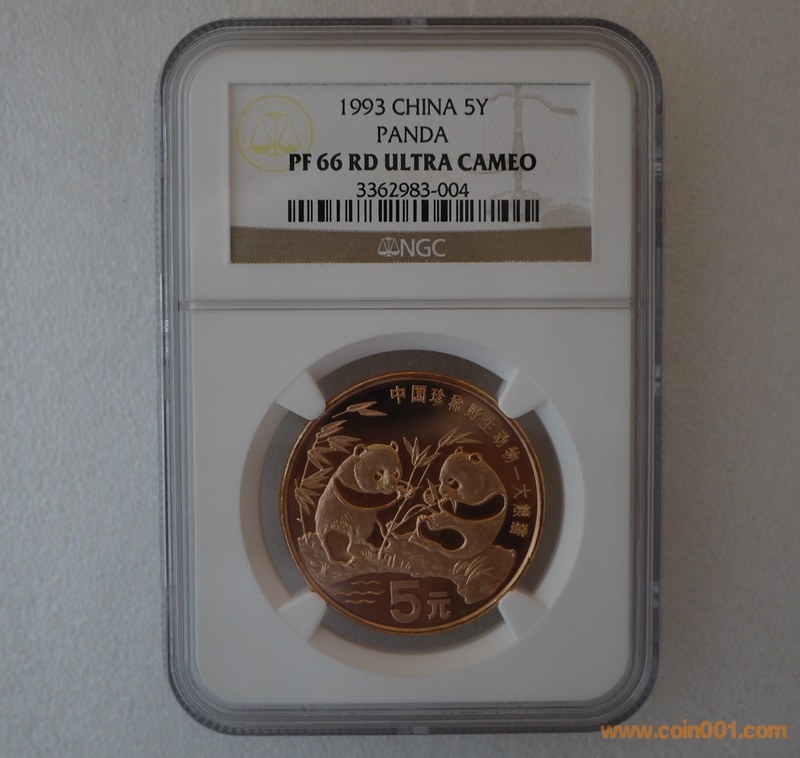 1993 CHINA 5Y
PANDA
PF 66 RD ULTRA CAMEO
3362983-004
NGC
中国珍稀野生动物—大熊猫
5元
www.coin001.com